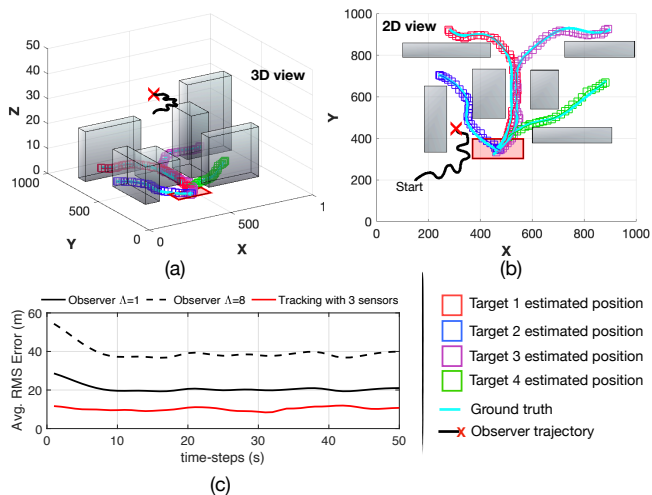 (a)
3D view
Z
50
40
30
20
10
0
1000
500
0
Y
0
500
1
X
(b)
2D view
Y
1000
800
600
400
200
0
Start
0
200
400
600
800
1000
X
Observer Λ=1
Observer Λ=8
Tracking with 3 sensors
Avg. RMS Error (m)
60
40
20
0
0
10
20
30
40
50
time-steps (s)
(c)
Target 1 estimated position
Target 2 estimated position
Target 3 estimated position
Target 4 estimated position
Ground truth
x Observer trajectory